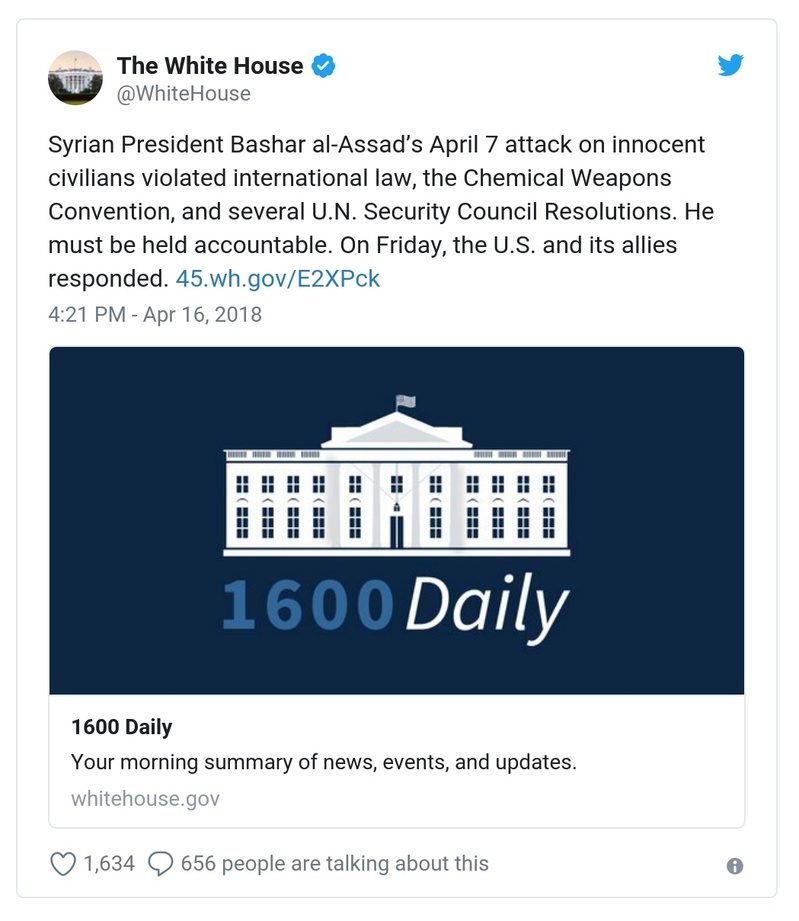 The White House
@WhiteHouse
Syrian President Bashar al-Assad’s April 7 attack on innocent
civilians violated international law, the Chemical Weapons
Convention, and several U.N. Security Council Resolutions. He
must be held accountable. On Friday, the U.S. and its allies
responded. 45.wh.gov/E2XPck
4:21 PM - Apr 16, 2018
1600 Daily
1600 Daily
Your morning summary of news, events, and updates.
whitehouse.gov
1,634 656 people are talking about this